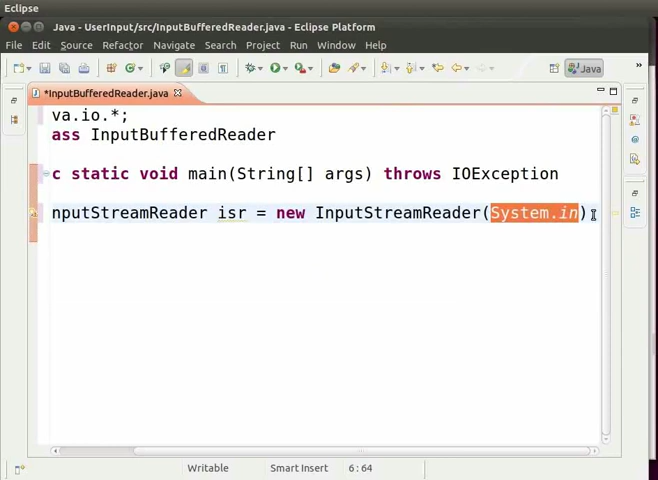 Eclipse
Java - UserInput/src/InputBufferedReader.java - Eclipse Platform
File Edit Source Refactor Navigate Search Project Run Window Help
Java
*InputBufferedReader.java
va.io.*;
ass InputBufferedReader
c static void main(String[] args) throws IOException
nputStreamReader isr = new InputStreamReader(System.in)
Writable Smart Insert 6:64